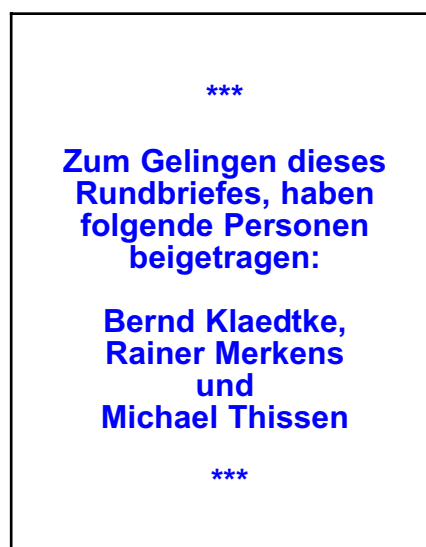 ***
Zum Gelingen dieses
Rundbriefes, haben
folgende Personen
beigetragen:
Bernd Klaedtke,
Rainer Merkens
und
Michael Thissen
***